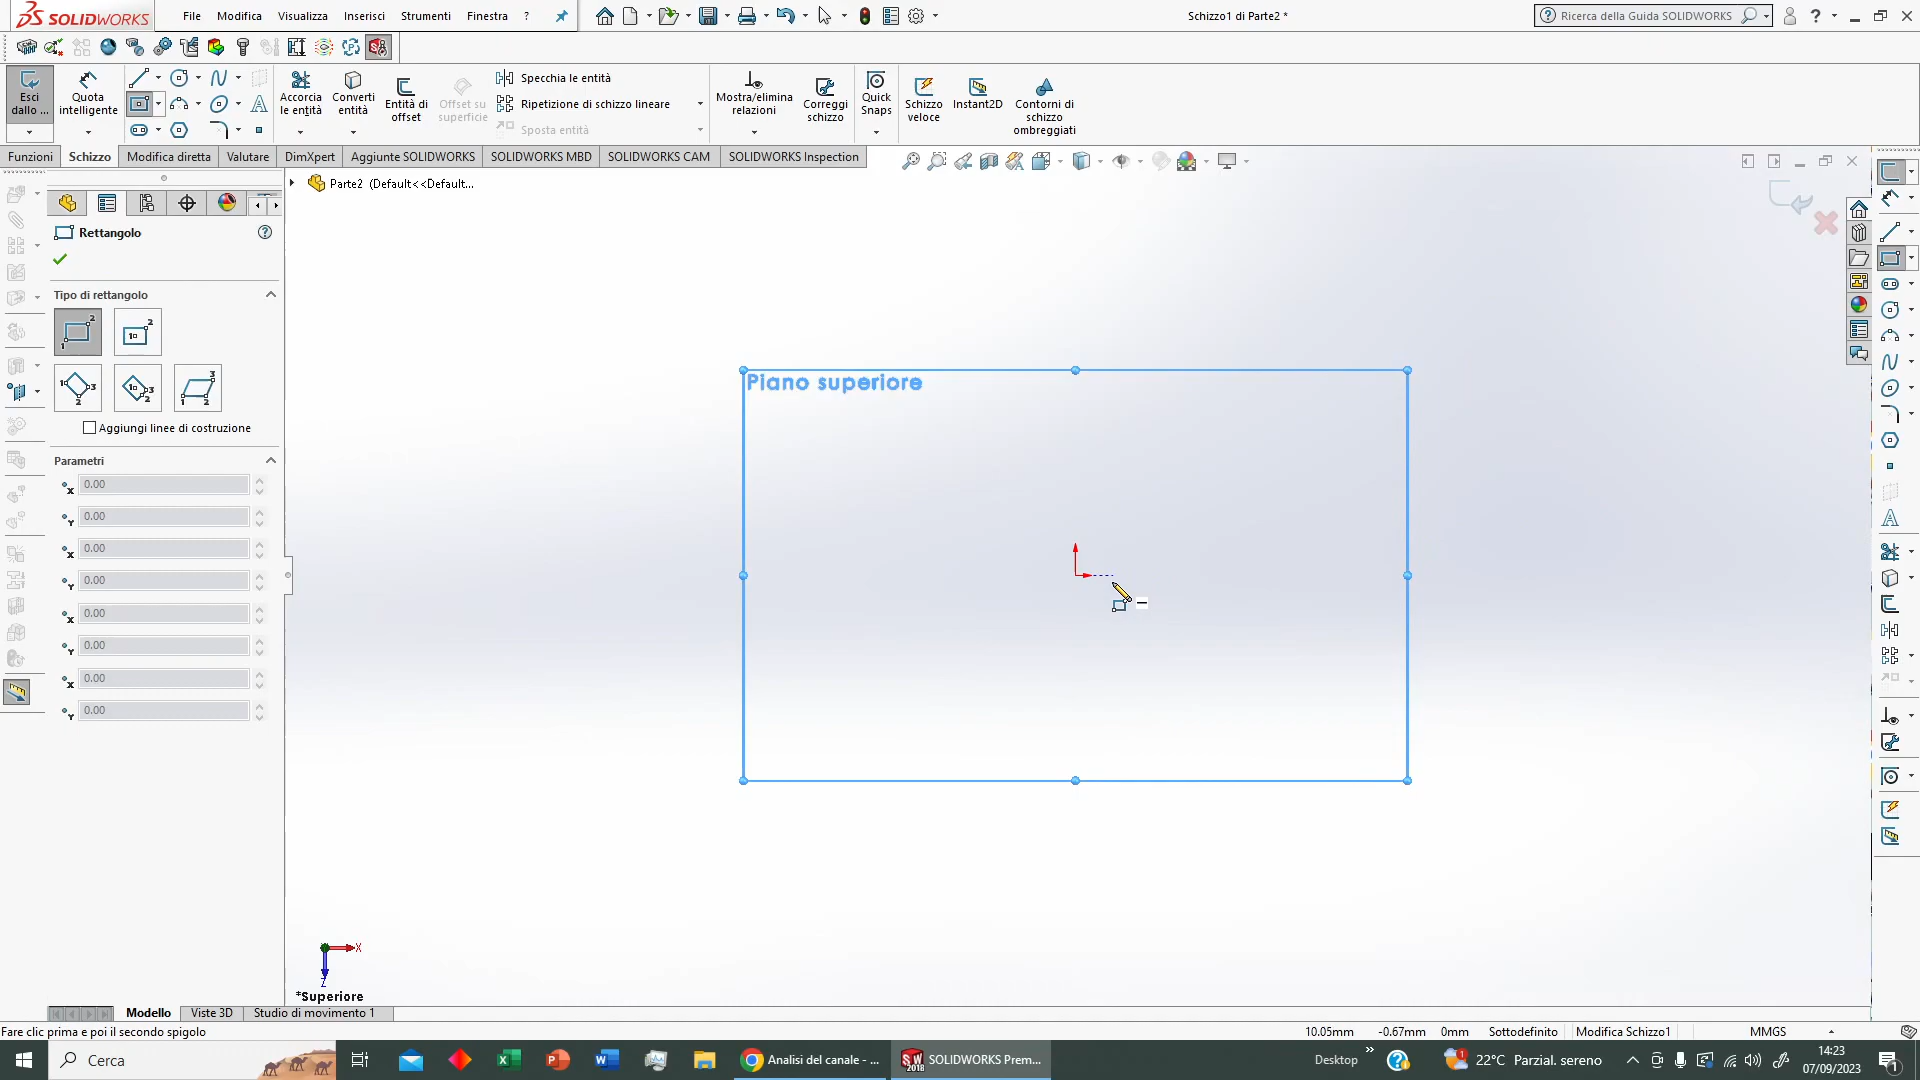 SOLIDWORKS
File Modifica Visualizza Inserisci Strumenti Finestra ?
Schizzo1 di Parte2 *
Ricerca della Guida SOLIDWORKS
?
Esci dallo ...
Quota intelligente
Accorcia le entità
Converti entità
Entità di offset
Offset su superficie
Specchia le entità
Ripetizione di schizzo lineare
Sposta entità
Mostra/elimina relazioni
Correggi schizzo
Quick Snaps
Schizzo veloce
Instant2D
Contorni di schizzo ombreggiati
Funzioni Schizzo Modifica diretta Valutare DimXpert Aggiunte SOLIDWORKS SOLIDWORKS MBD SOLIDWORKS CAM SOLIDWORKS Inspection
Parte2 (Default<<Default...
Rettangolo
Tipo di rettangolo
Aggiungi linee di costruzione
Parametri
0.00
0.00
0.00
0.00
0.00
0.00
0.00
0.00
Piano superiore
X
Z
*Superiore
Modello Viste 3D Studio di movimento 1
Fare clic prima e poi il secondo spigolo
10.05mm -0.67mm 0mm Sottodefinito Modifica Schizzo1 MMGS
Cerca
Analisi del canale - ...
SOLIDWORKS Prem...
Desktop
22°C Parzial. sereno
14:23
07/09/2023